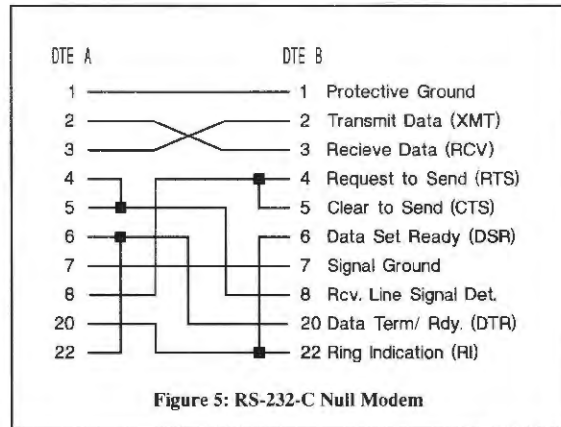 DTE A DTE B
1 1 Protective Ground
2 2 Transmit Data (XMT)
3 3 Recieve Data (RCV)
4 4 Request to Send (RTS)
5 5 Clear to Send (CTS)
6 6 Data Set Ready (DSR)
7 7 Signal Ground
8 8 Rcv. Line Signal Det.
20 20 Data Term/ Rdy. (DTR)
22 22 Ring Indication (RI)
Figure 5: RS-232-C Null Modem